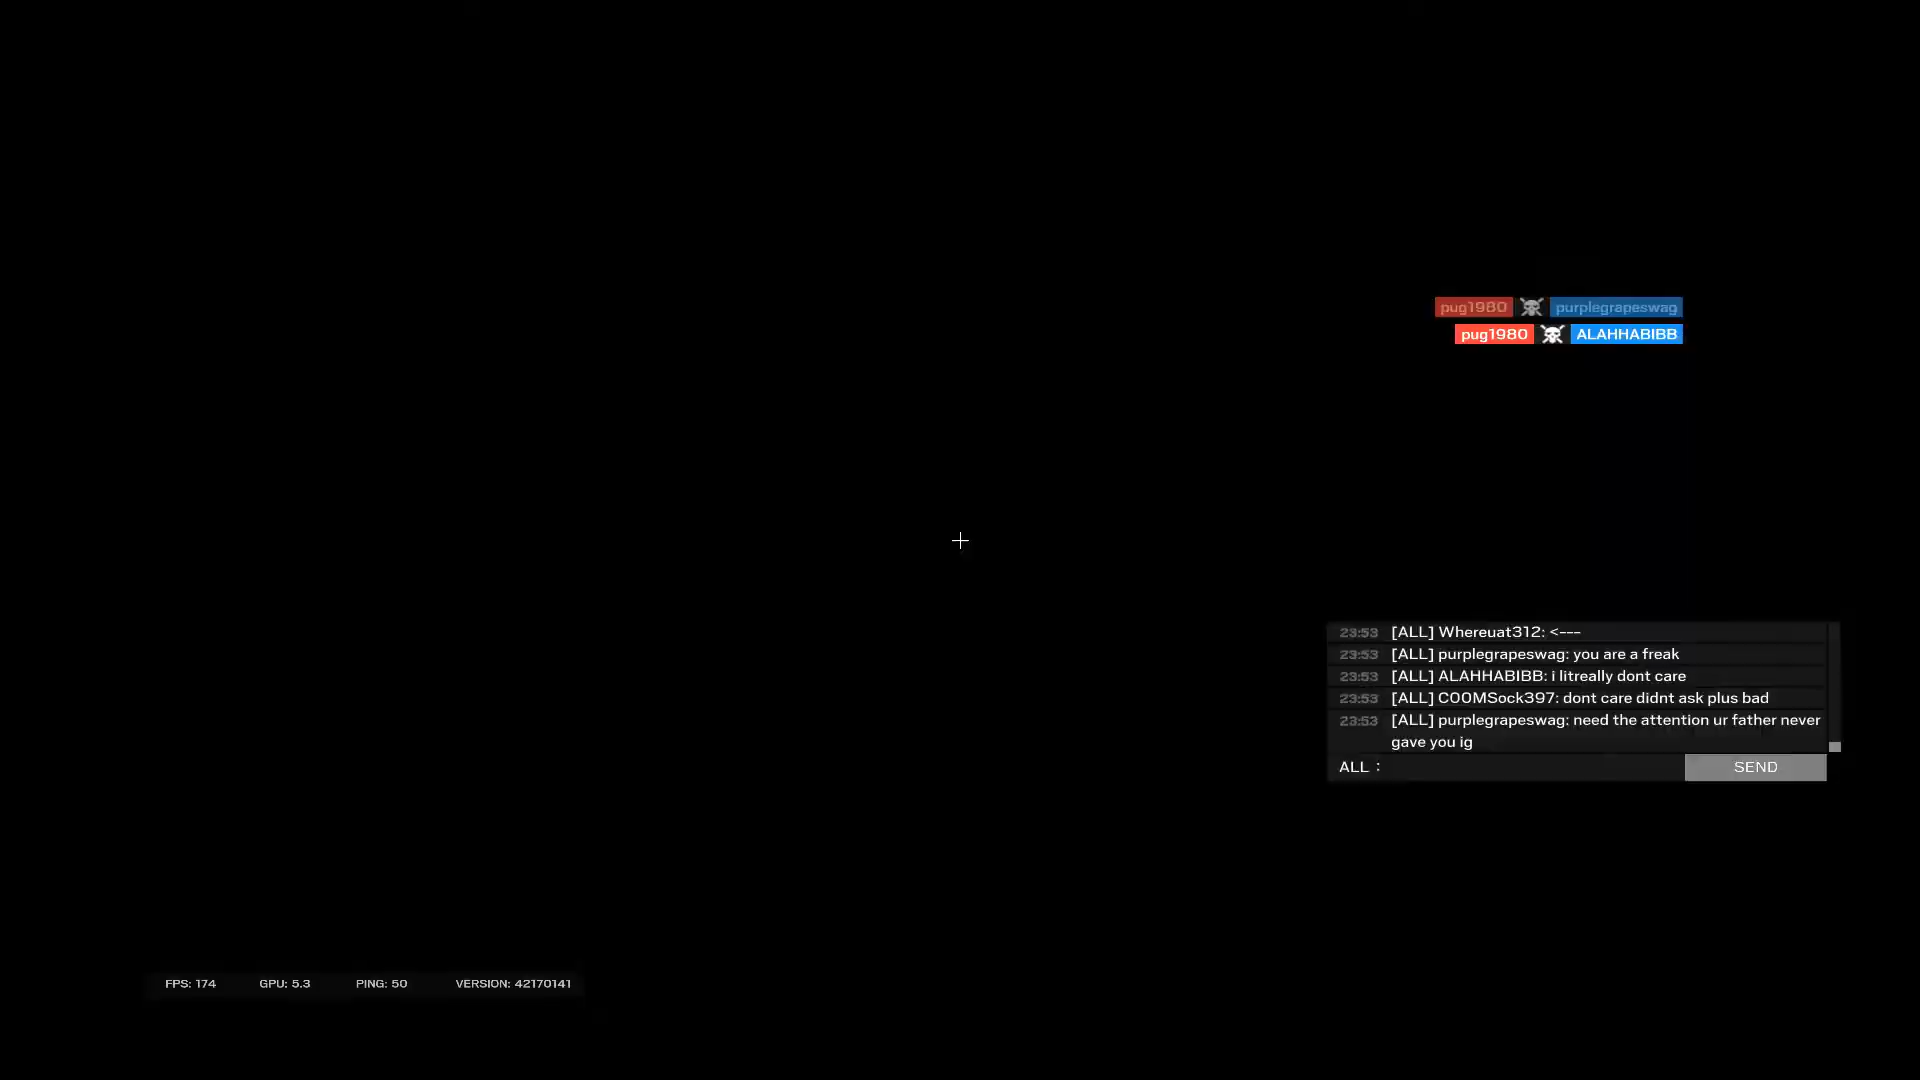 pug1980 purplegrapeswag
pug1980 ALAHHABIBB
23:53 [ALL] Whereuat312: <---
23:53 [ALL] purplegrapeswag: you are a freak
23:53 [ALL] ALAHHABIBB: i litreally dont care
23:53 [ALL] COOMSock397: dont care didnt ask plus bad
23:53 [ALL] purplegrapeswag: need the attention ur father never
gave you ig
ALL : SEND
FPS: 174 GPU: 5.3 PING: 50 VERSION: 42170141